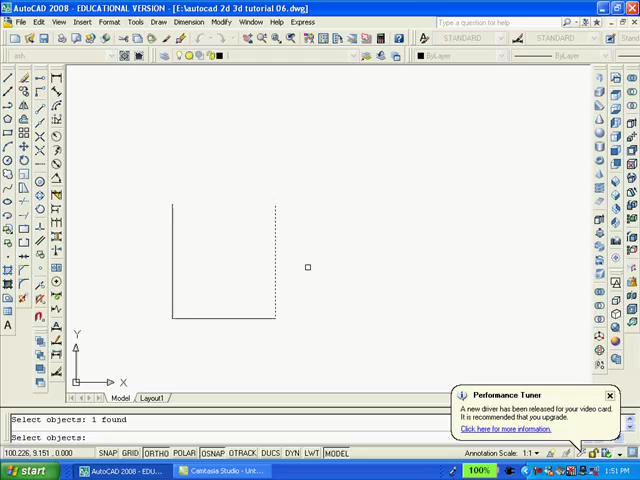 AutoCAD 2008 - EDUCATIONAL VERSION - [E:\autocad 2d 3d tutorial 06.dwg]
File Edit View Insert Format Tools Draw Dimension Modify Window Help Express
Type a question for help
STANDARD STANDARD Standard
ash ByLayer ByLayer
Y
X
Model Layout1
Performance Tuner
A new driver has been released for your video card.
It is recommended that you upgrade.
Click here for more information.
Select objects: 1 found
Select objects:
100.226, 9.151, 0.000 SNAP GRID ORTHO POLAR OSNAP OTRACK DUCS DYN LWT MODEL Annotation Scale: 1:1
start AutoCAD 2008 - EDU... Camtasia Studio - Unt... 100% 1:51 PM